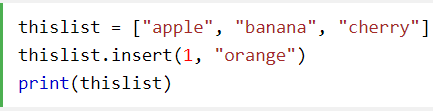 thislist = ["apple", "banana", "cherry"]
thislist.insert(1, "orange")
print(thislist)